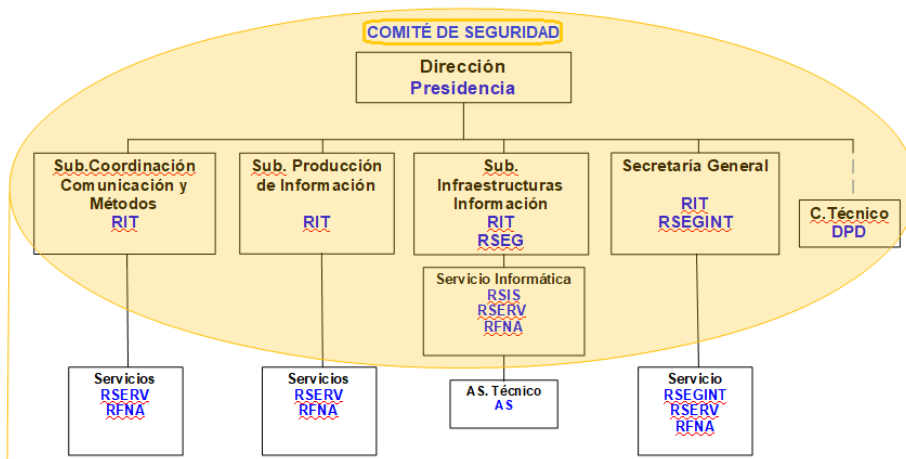 COMITÉ DE SEGURIDAD
Dirección
Presidencia
Sub.Coordinación
Comunicación y
Métodos
RIT
Sub. Producción
de Información
RIT
Sub.
Infraestructuras
Información
RIT
RSEG
Secretaría General
RIT
RSEGINT
C.Técnico
DPD
Servicio Informática
RSIS
RSERV
RFNA
Servicios
RSERV
RFNA
Servicios
RSERV
RFNA
AS. Técnico
AS
Servicio
RSEGINT
RSERV
RFNA